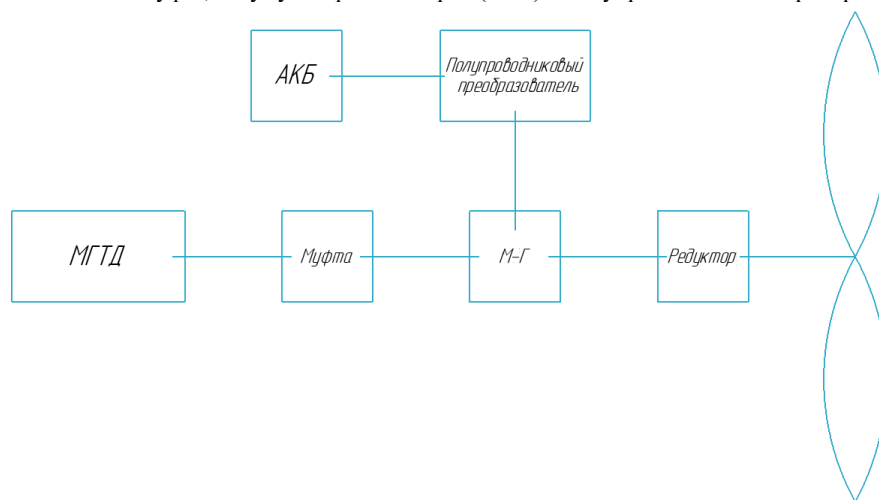 АКБ
Полупроводниковый
преобразователь
МГТД
Муфта
М-Г
Редуктор